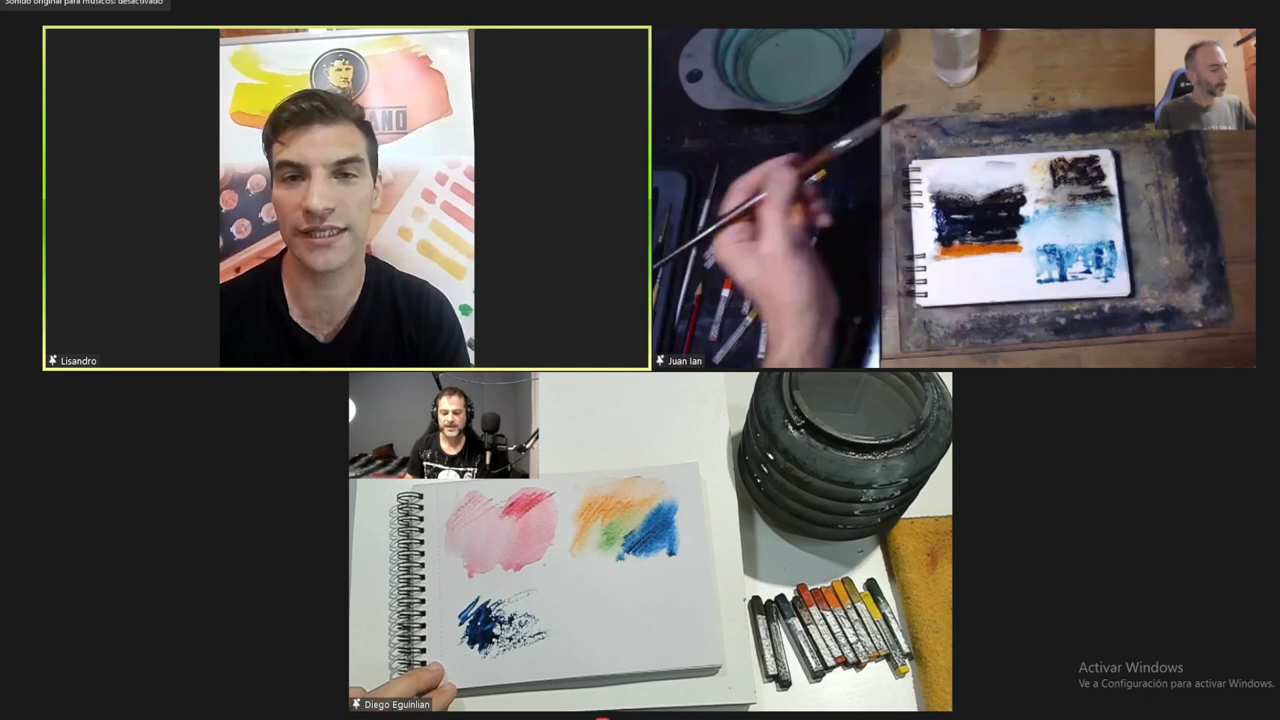 Sonido original para músicos: desactivado
Lisandro
Juan Ian
Diego Eguinlian
Activar Windows
Ve a Configuración para activar Windows.